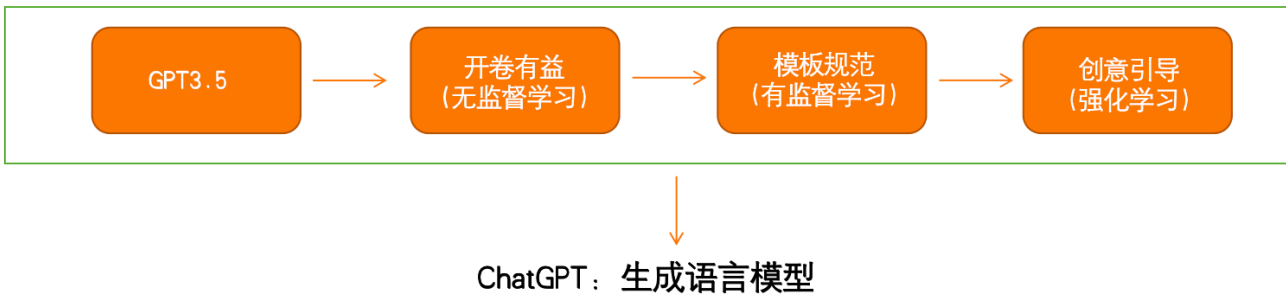 GPT3.5
开卷有益
(无监督学习)
模板规范
(有监督学习)
创意引导
(强化学习)
ChatGPT：生成语言模型